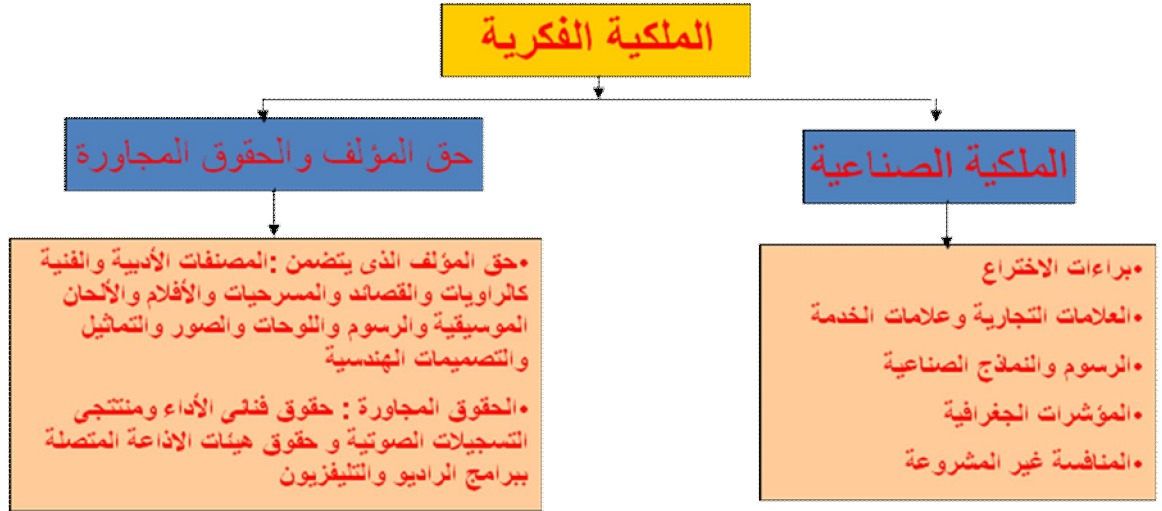 الملكية الفكرية
الملكية الصناعية
•براءات الاختراع
•العلامات التجارية وعلامات الخدمة
•الرسوم والنماذج الصناعية
•المؤشرات الجغرافية
•المنافسة غير المشروعة
حق المؤلف والحقوق المجاورة
•حق المؤلف الذى يتضمن :المصنفات الأدبية والفنية
كالراويات والقصائد والمسرحيات والأفلام والألحان
الموسيقية والرسوم واللوحات والصور والتماثيل
والتصميمات الهندسية
•الحقوق المجاورة : حقوق فنانى الأداء ومنتتجى
التسجيلات الصوتية و حقوق هيئات الاذاعة المتصلة
ببرامج الراديو والتليفزيون